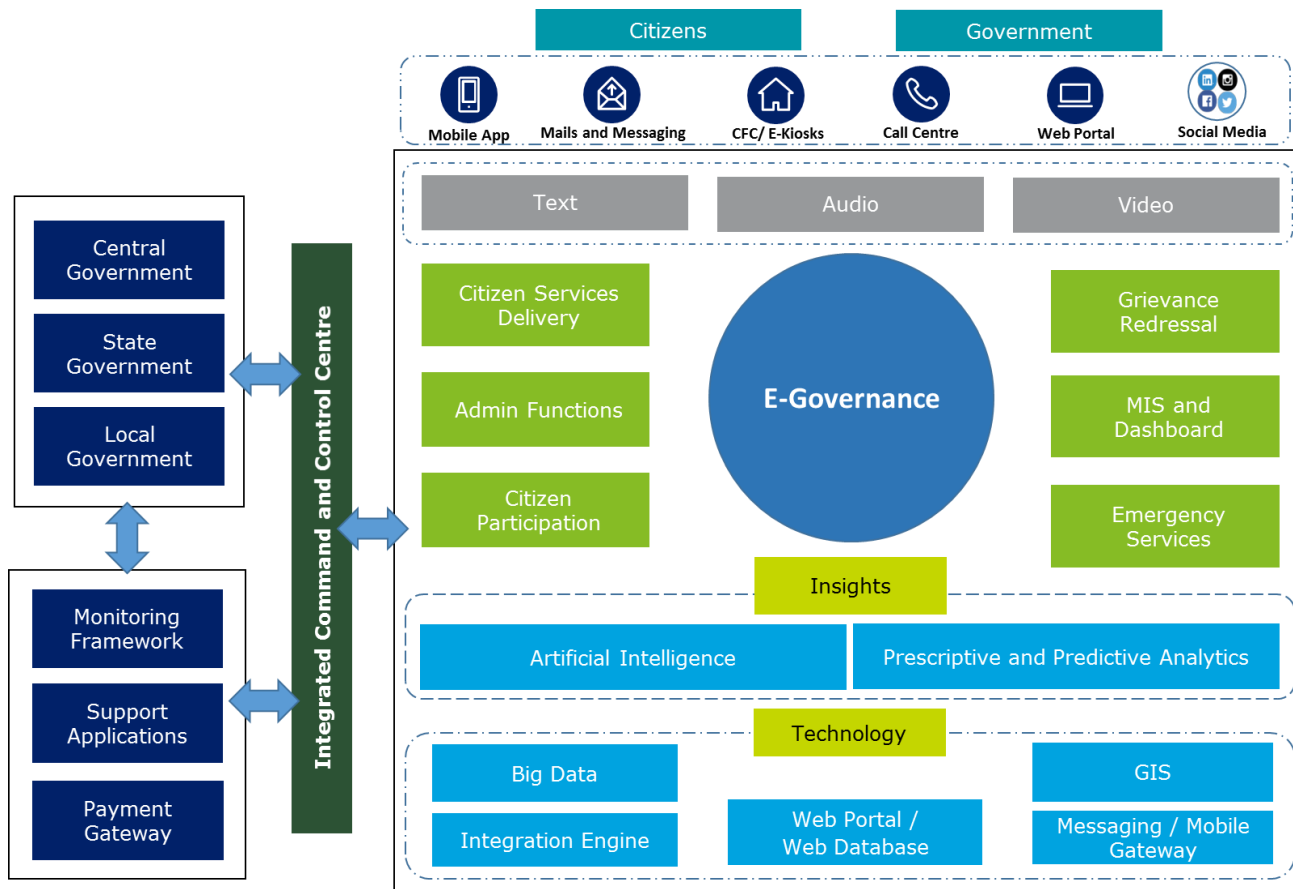 Citizens
Government
Mobile App
Mails and Messaging
CFC/ E-Kiosks
Call Centre
Web Portal
in
Social Media
Text
Audio
Video
Central
Government
State
Government
Local
Government
Monitoring
Framework
Support
Applications
Payment
Gateway
Integrated Command and Control Centre
Citizen Services
Delivery
Admin Functions
Citizen
Participation
E-Governance
Grievance
Redressal
MIS and
Dashboard
Emergency
Services
Insights
Artificial Intelligence
Prescriptive and Predictive Analytics
Technology
Big Data
Integration Engine
Web Portal /
Web Database
GIS
Messaging / Mobile
Gateway